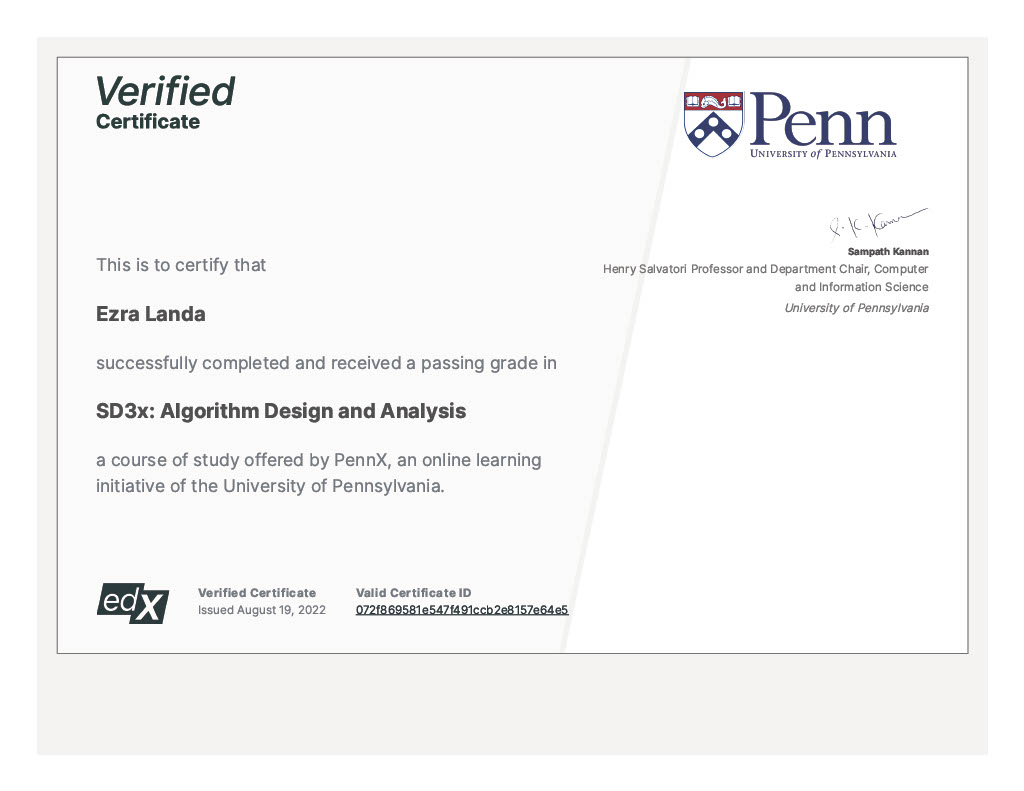 Verified
Certificate
Penn
UNIVERSITY of PENNSYLVANIA
Sampath Kannan
Henry Salvatori Professor and Department Chair, Computer
and Information Science
University of Pennsylvania
This is to certify that
Ezra Landa
successfully completed and received a passing grade in
SD3x: Algorithm Design and Analysis
a course of study offered by PennX, an online learning
initiative of the University of Pennsylvania.
edX
Verified Certificate
Issued August 19, 2022
Valid Certificate ID
072f869581e547f491ccb2e8157e64e5